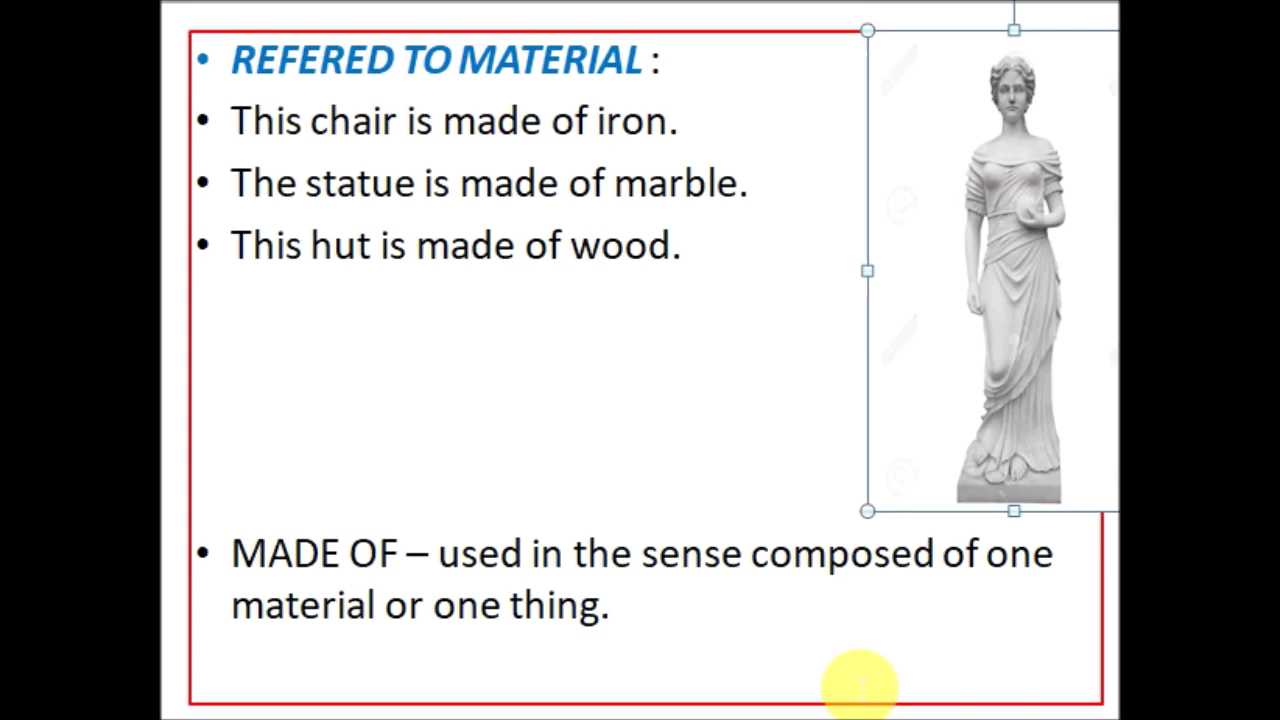 • REFERED TO MATERIAL :
• This chair is made of iron.
• The statue is made of marble.
• This hut is made of wood.
• MADE OF – used in the sense composed of one
material or one thing.